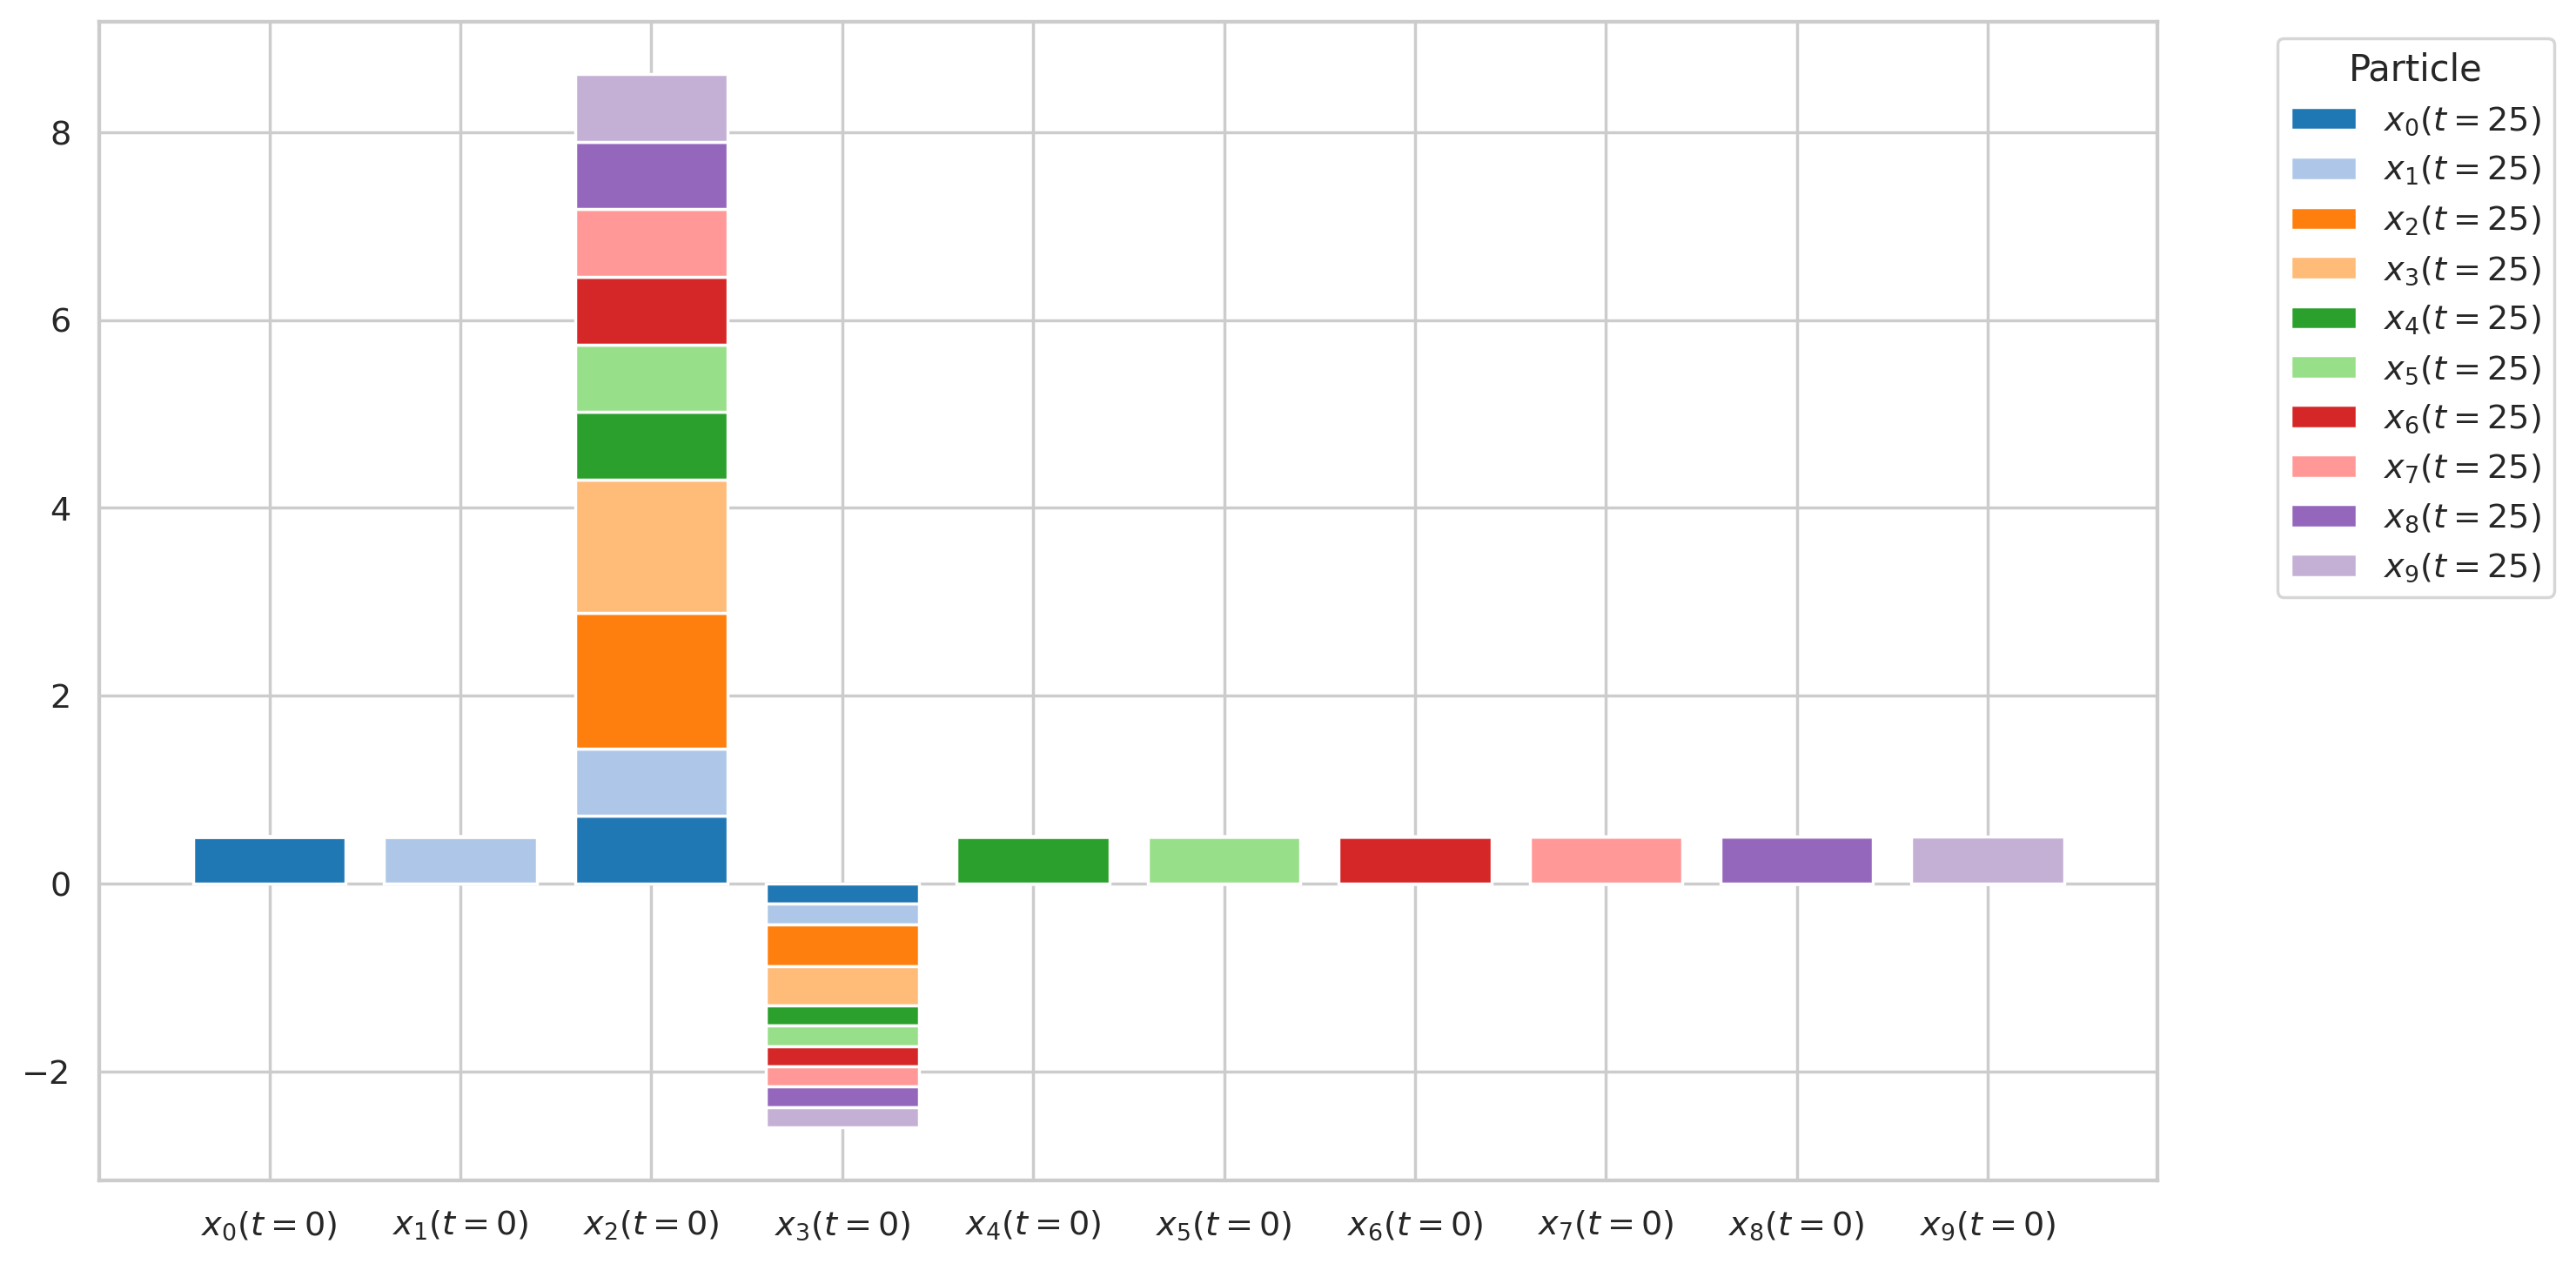 8
6
4
2
0
−2
x₀(t = 0) x₁(t = 0) x₂(t = 0) x₃(t = 0) x₄(t = 0) x₅(t = 0) x₆(t = 0) x₇(t = 0) x₈(t = 0) x₉(t = 0)
Particle
x₀(t = 25)
x₁(t = 25)
x₂(t = 25)
x₃(t = 25)
x₄(t = 25)
x₅(t = 25)
x₆(t = 25)
x₇(t = 25)
x₈(t = 25)
x₉(t = 25)